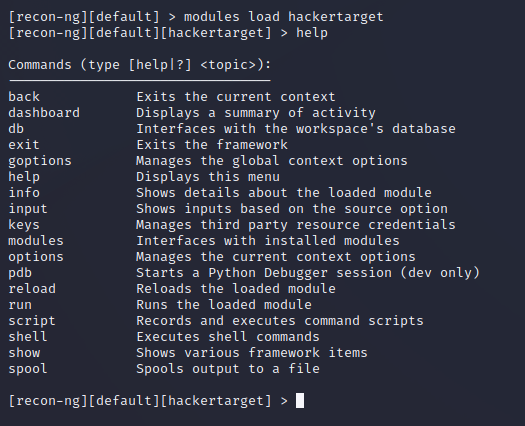 [recon-ng][default] > modules load hackertarget
[recon-ng][default][hackertarget] > help
Commands (type [help|?] <topic>):
---------------------------------
back Exits the current context
dashboard Displays a summary of activity
db Interfaces with the workspace's database
exit Exits the framework
goptions Manages the global context options
help Displays this menu
info Shows details about the loaded module
input Shows inputs based on the source option
keys Manages third party resource credentials
modules Interfaces with installed modules
options Manages the current context options
pdb Starts a Python Debugger session (dev only)
reload Reloads the loaded module
run Runs the loaded module
script Records and executes command scripts
shell Executes shell commands
show Shows various framework items
spool Spools output to a file
[recon-ng][default][hackertarget] >